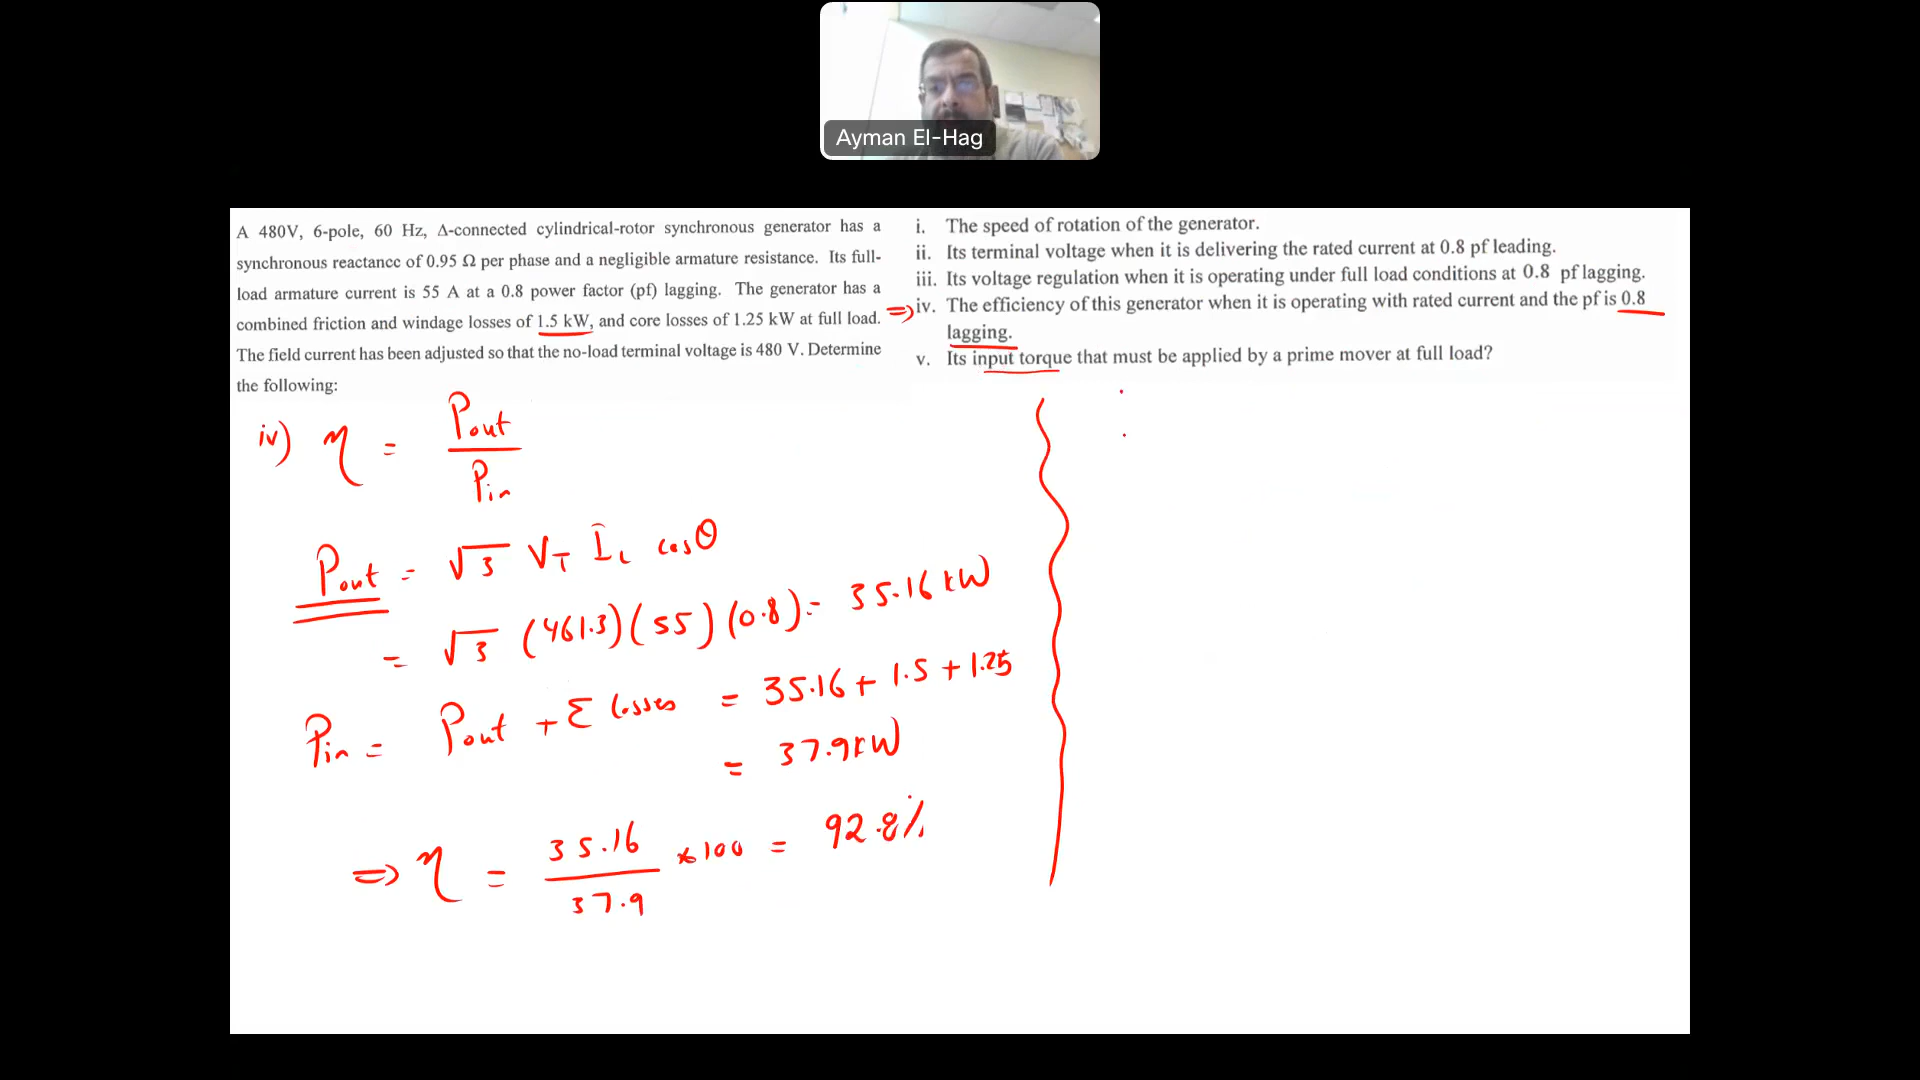 Ayman El-Hag
A 480V, 6-pole, 60 Hz, Δ-connected cylindrical-rotor synchronous generator has a
synchronous reactance of 0.95 Ω per phase and a negligible armature resistance. Its full-
load armature current is 55 A at a 0.8 power factor (pf) lagging. The generator has a
combined friction and windage losses of 1.5 kW, and core losses of 1.25 kW at full load.
The field current has been adjusted so that the no-load terminal voltage is 480 V. Determine
the following:
i. The speed of rotation of the generator.
ii. Its terminal voltage when it is delivering the rated current at 0.8 pf leading.
iii. Its voltage regulation when it is operating under full load conditions at 0.8 pf lagging.
⇒ iv. The efficiency of this generator when it is operating with rated current and the pf is 0.8
lagging.
v. Its input torque that must be applied by a prime mover at full load?
iv) η = Pout / Pin
Pout = √3 VT IL cosθ
= √3 (461.3)(55)(0.8) = 35.16 kW
Pin = Pout + Σ losses = 35.16 + 1.5 + 1.25
= 37.9 kW
⇒ η = 35.16 / 37.9 * 100 = 92.8%